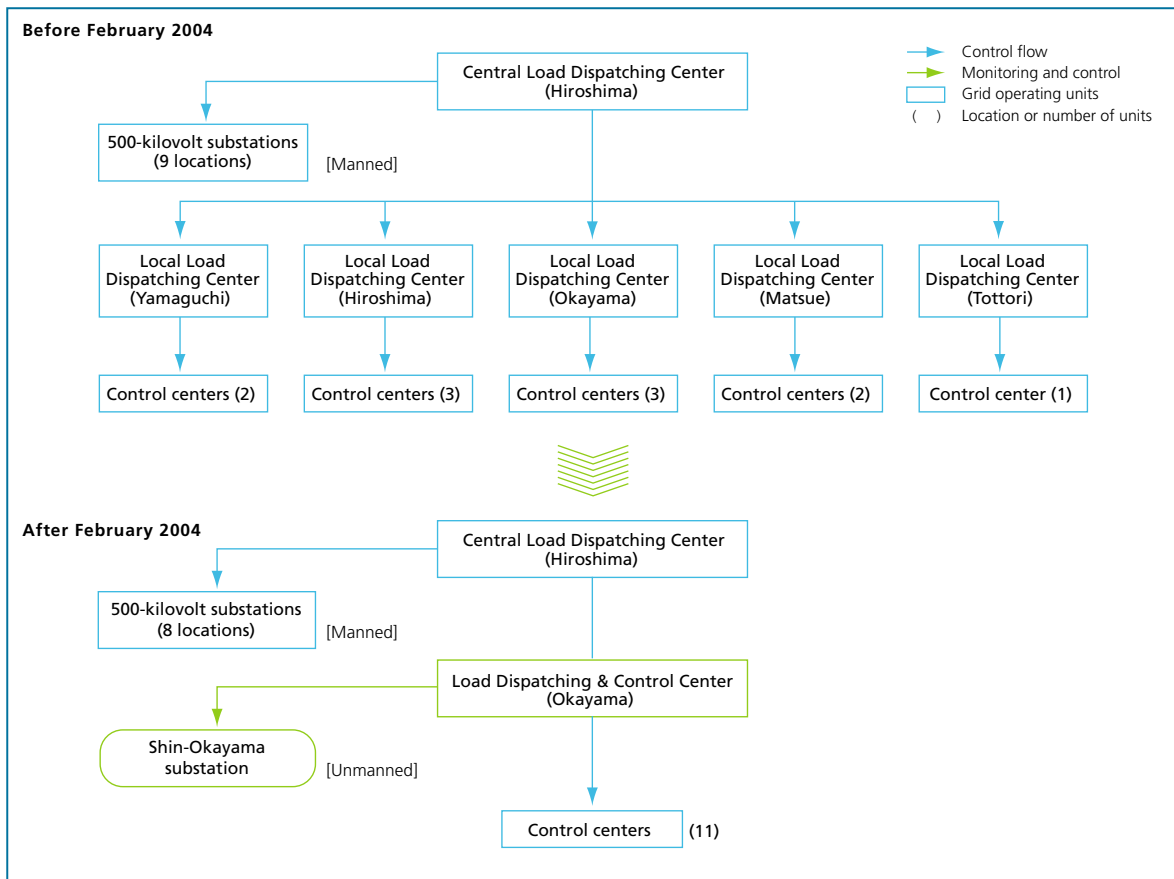 Before February 2004
Control flow
Monitoring and control
Grid operating units
( ) Location or number of units
Central Load Dispatching Center
(Hiroshima)
500-kilovolt substations
(9 locations)
[Manned]
Local Load
Dispatching Center
(Yamaguchi)
Local Load
Dispatching Center
(Hiroshima)
Local Load
Dispatching Center
(Okayama)
Local Load
Dispatching Center
(Matsue)
Local Load
Dispatching Center
(Tottori)
Control centers (2)
Control centers (3)
Control centers (3)
Control centers (2)
Control center (1)
After February 2004
Central Load Dispatching Center
(Hiroshima)
500-kilovolt substations
(8 locations)
[Manned]
Load Dispatching & Control Center
(Okayama)
Shin-Okayama
substation
[Unmanned]
Control centers (11)